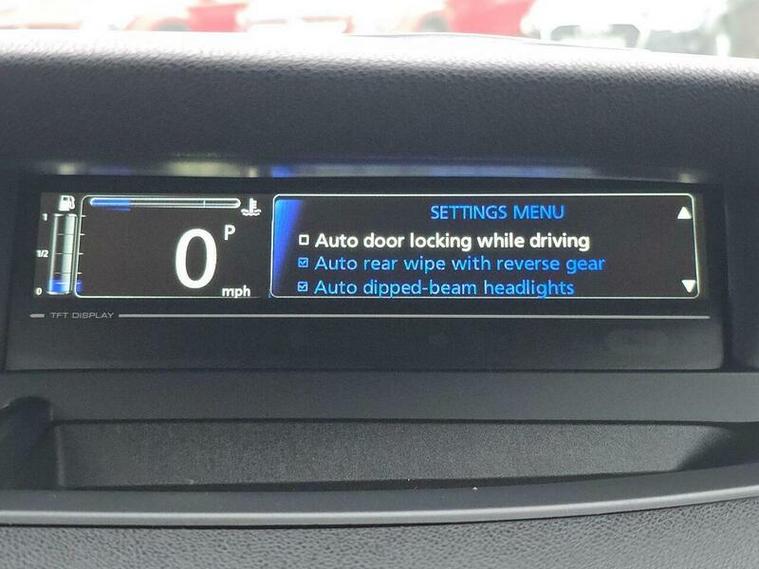 SETTINGS MENU
Auto door locking while driving
Auto rear wipe with reverse gear
Auto dipped-beam headlights
1
1/2
0
0
P
mph
TFT DISPLAY